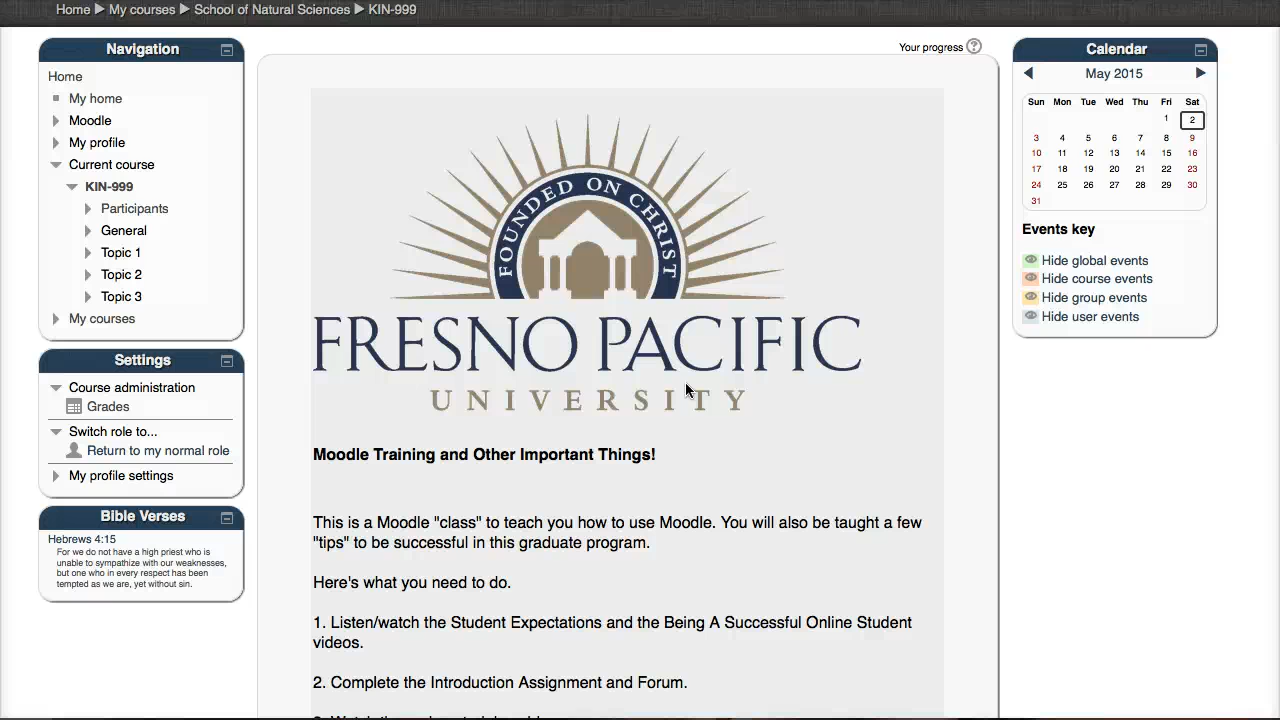 Home ▶ My courses ▶ School of Natural Sciences ▶ KIN-999
Navigation
Home
My home
Moodle
My profile
Current course
KIN-999
Participants
General
Topic 1
Topic 2
Topic 3
My courses
Settings
Course administration
Grades
Switch role to...
Return to my normal role
My profile settings
Bible Verses
Hebrews 4:15
For we do not have a high priest who is
unable to sympathize with our weaknesses,
but one who in every respect has been
tempted as we are, yet without sin.
Your progress ?
FOUNDED ON CHRIST
FRESNO PACIFIC
UNIVERSITY
Moodle Training and Other Important Things!
This is a Moodle "class" to teach you how to use Moodle. You will also be taught a few
"tips" to be successful in this graduate program.
Here's what you need to do.
1. Listen/watch the Student Expectations and the Being A Successful Online Student
videos.
2. Complete the Introduction Assignment and Forum.
Calendar
May 2015
Sun Mon Tue Wed Thu Fri Sat
1 2
3 4 5 6 7 8 9
10 11 12 13 14 15 16
17 18 19 20 21 22 23
24 25 26 27 28 29 30
31
Events key
Hide global events
Hide course events
Hide group events
Hide user events